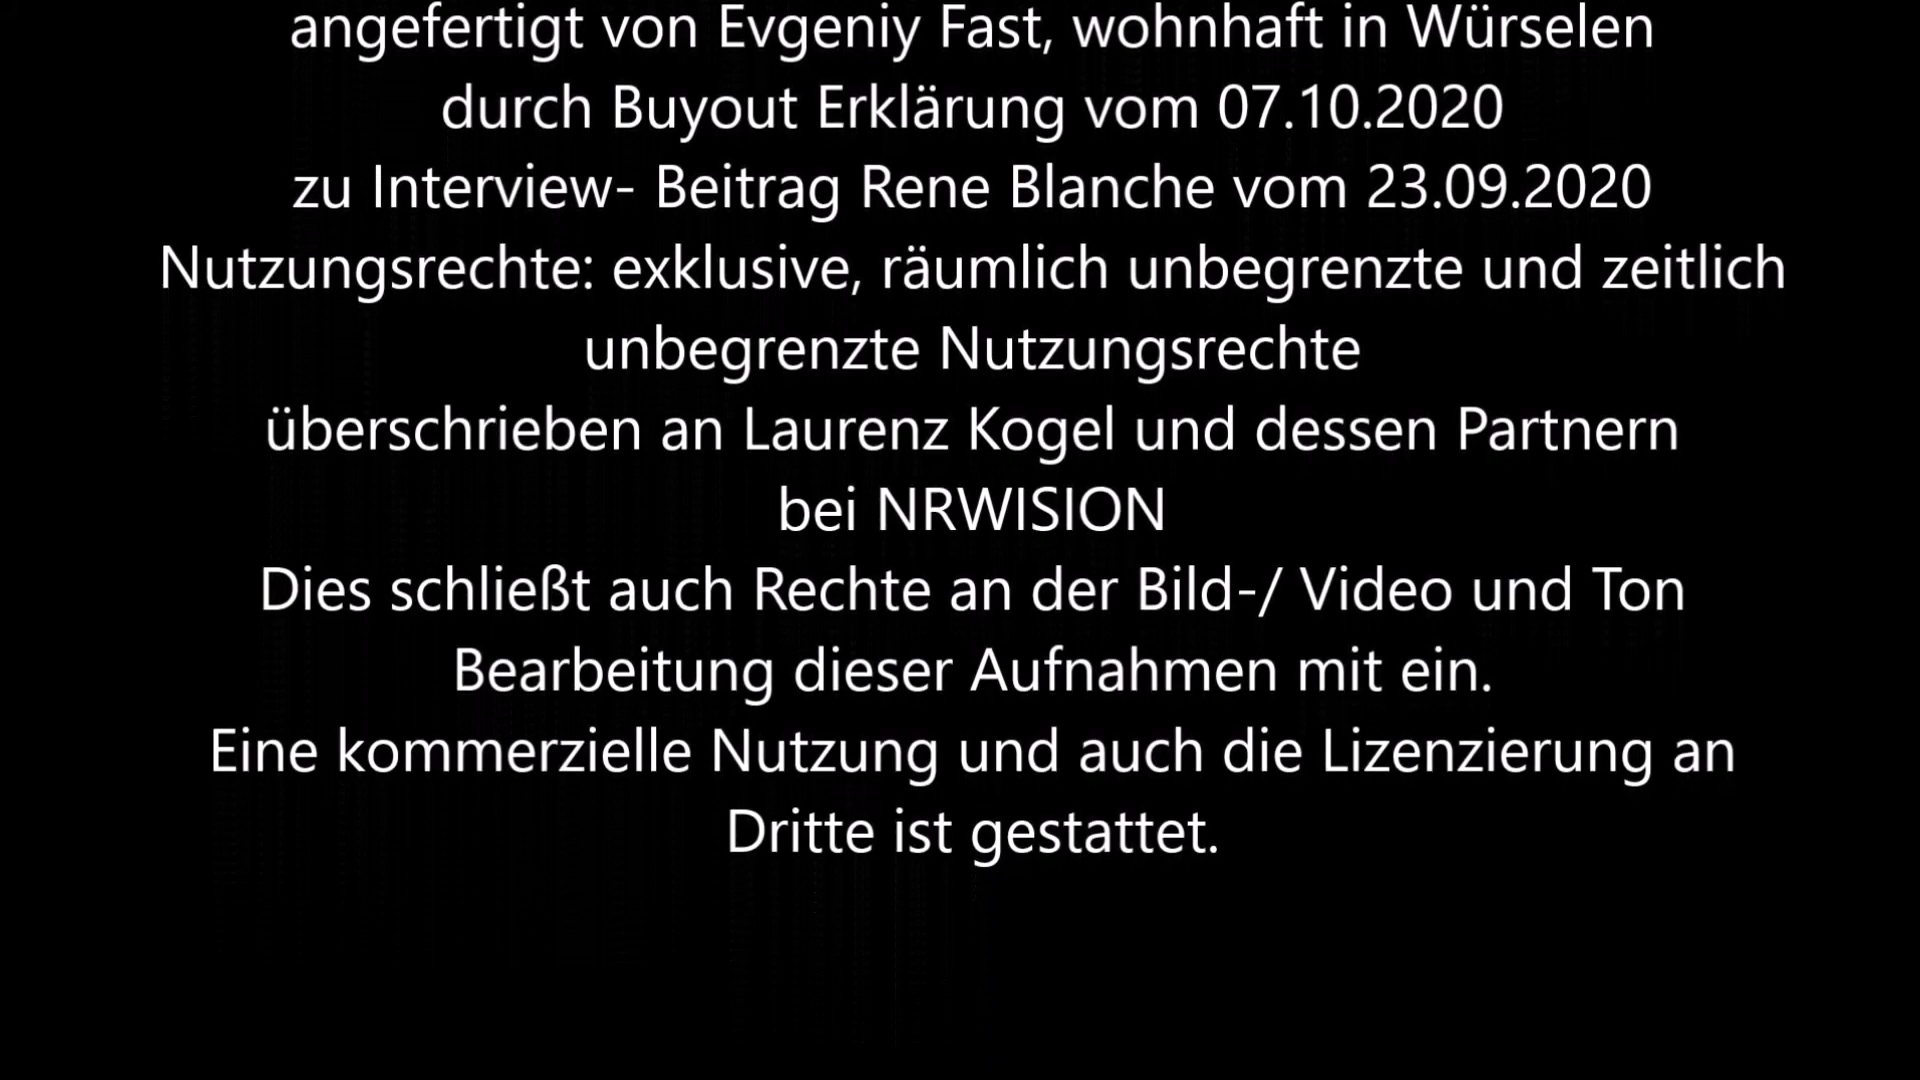 angefertigt von Evgeniy Fast, wohnhaft in Würselen
durch Buyout Erklärung vom 07.10.2020
zu Interview- Beitrag Rene Blanche vom 23.09.2020
Nutzungsrechte: exklusive, räumlich unbegrenzte und zeitlich
unbegrenzte Nutzungsrechte
überschrieben an Laurenz Kogel und dessen Partnern
bei NRWISION
Dies schließt auch Rechte an der Bild-/ Video und Ton
Bearbeitung dieser Aufnahmen mit ein.
Eine kommerzielle Nutzung und auch die Lizenzierung an
Dritte ist gestattet.